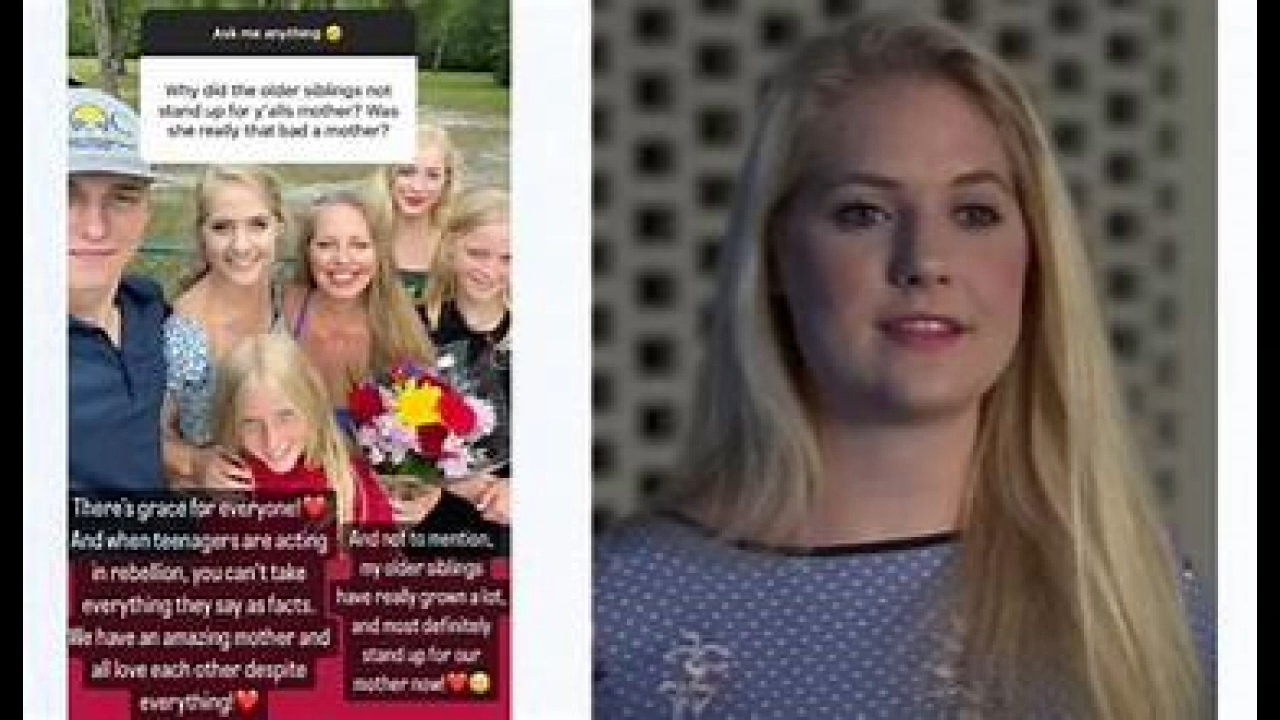 Ask me anything 🤣
Why did the older siblings not
stand up for y'alls mother? Was
she ready that bad a mother?
There's grace for everyone!❤️
And when teenagers are acting
in rebellion, you can't take
everything they say as facts.
We have an amazing mother and
all love each other despite
everything!❤️
And not to mention,
my older siblings
have really grown a lot,
and most definitely
stand up for our
mother now!❤️😊